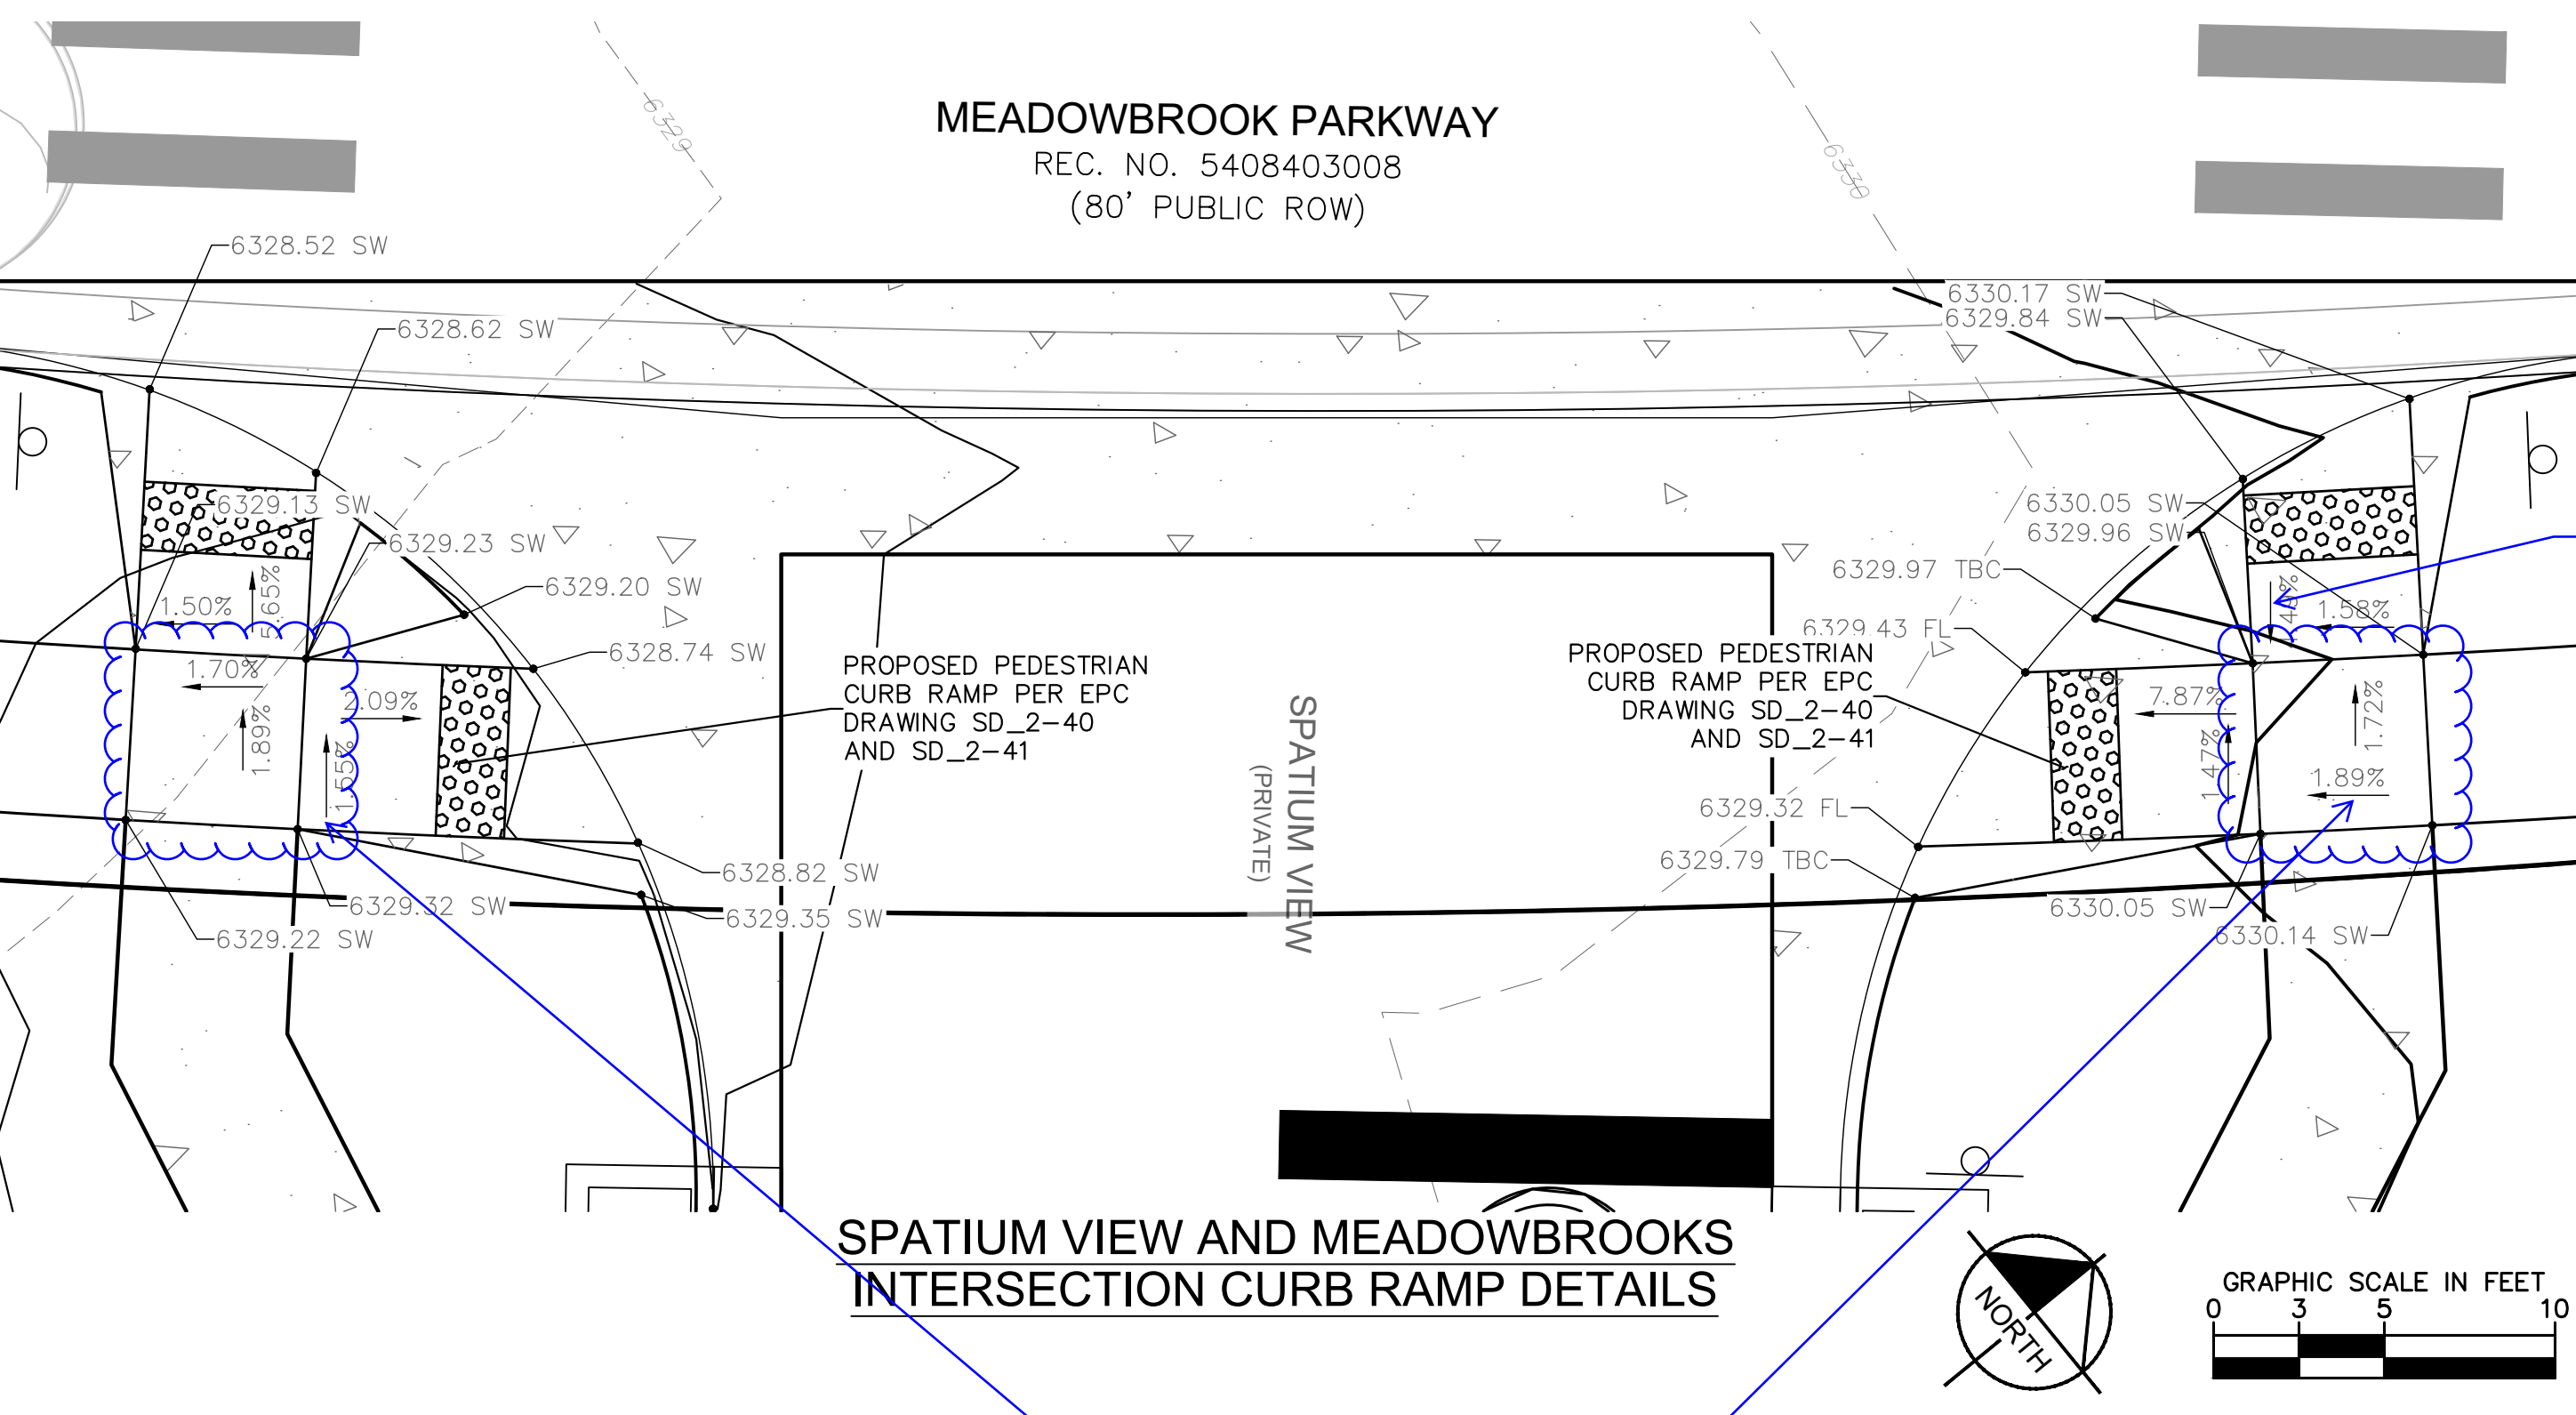 6329
6330
MEADOWBROOK PARKWAY
REC. NO. 5408403008
(80' PUBLIC ROW)
6328.52 SW
6328.62 SW
6330.17 SW
6329.84 SW
6329.13 SW
6329.23 SW
6329.20 SW
6328.74 SW
1.50%
5.65%
1.70%
1.89%
2.09%
1.55%
PROPOSED PEDESTRIAN
CURB RAMP PER EPC
DRAWING SD_2-40
AND SD_2-41
6328.82 SW
6329.32 SW
6329.35 SW
6329.22 SW
SPATIUM VIEW
(PRIVATE)
6330.05 SW
6329.96 SW
6329.97 TBC
6329.43 FL
PROPOSED PEDESTRIAN
CURB RAMP PER EPC
DRAWING SD_2-40
AND SD_2-41
1.58%
7.87%
1.47%
1.72%
1.89%
6329.32 FL
6329.79 TBC
6330.05 SW
6330.14 SW
SPATIUM VIEW AND MEADOWBROOKS
INTERSECTION CURB RAMP DETAILS
NORTH
GRAPHIC SCALE IN FEET
0 3 5 10